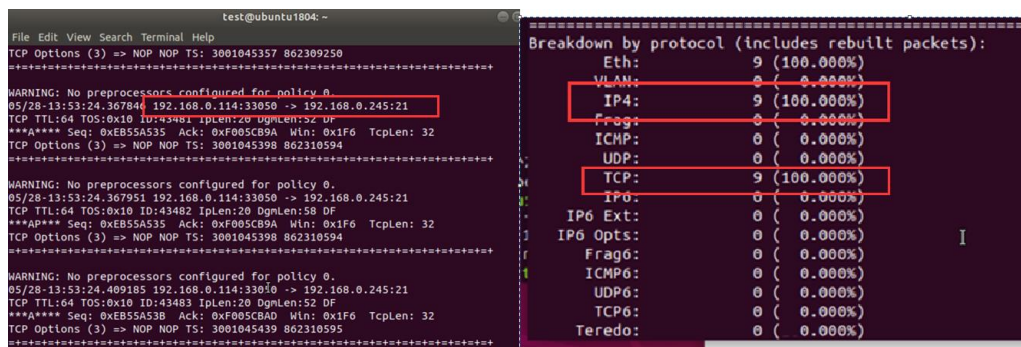 test@ubuntu1804: ~
File Edit View Search Terminal Help
TCP Options (3) => NOP NOP TS: 3001045357 862309250
=+=+=+=+=+=+=+=+=+=+=+=+=+=+=+=+=+=+=+=+=+=+=+=+=+=+=+=+=+=+=+=+=+=+=+=+=+
WARNING: No preprocessors configured for policy 0.
05/28-13:53:24.367846 192.168.0.114:33050 -> 192.168.0.245:21
TCP TTL:64 TOS:0x10 ID:43481 IpLen:20 DgmLen:52 DF
***A**** Seq: 0xEB55A535 Ack: 0xF005CB9A Win: 0x1F6 TcpLen: 32
TCP Options (3) => NOP NOP TS: 3001045398 862310594
=+=+=+=+=+=+=+=+=+=+=+=+=+=+=+=+=+=+=+=+=+=+=+=+=+=+=+=+=+=+=+=+=+=+=+=+=+
WARNING: No preprocessors configured for policy 0.
05/28-13:53:24.367951 192.168.0.114:33050 -> 192.168.0.245:21
TCP TTL:64 TOS:0x10 ID:43482 IpLen:20 DgmLen:58 DF
***AP*** Seq: 0xEB55A535 Ack: 0xF005CB9A Win: 0x1F6 TcpLen: 32
TCP Options (3) => NOP NOP TS: 3001045398 862310594
=+=+=+=+=+=+=+=+=+=+=+=+=+=+=+=+=+=+=+=+=+=+=+=+=+=+=+=+=+=+=+=+=+=+=+=+=+
WARNING: No preprocessors configured for policy 0.
05/28-13:53:24.409185 192.168.0.114:33050 -> 192.168.0.245:21
TCP TTL:64 TOS:0x10 ID:43483 IpLen:20 DgmLen:52 DF
***A**** Seq: 0xEB55A53B Ack: 0xF005CBAD Win: 0x1F6 TcpLen: 32
TCP Options (3) => NOP NOP TS: 3001045439 862310595
=+=+=+=+=+=+=+=+=+=+=+=+=+=+=+=+=+=+=+=+=+=+=+=+=+=+=+=+=+=+=+=+=+=+=+=+=+
===============================================
Breakdown by protocol (includes rebuilt packets):
Eth: 9 (100.000%)
VLAN: 0 ( 0.000%)
IP4: 9 (100.000%)
Frag: 0 ( 0.000%)
ICMP: 0 ( 0.000%)
UDP: 0 ( 0.000%)
TCP: 9 (100.000%)
IP6: 0 ( 0.000%)
IP6 Ext: 0 ( 0.000%)
IP6 Opts: 0 ( 0.000%)
Frag6: 0 ( 0.000%)
ICMP6: 0 ( 0.000%)
UDP6: 0 ( 0.000%)
TCP6: 0 ( 0.000%)
Teredo: 0 ( 0.000%)